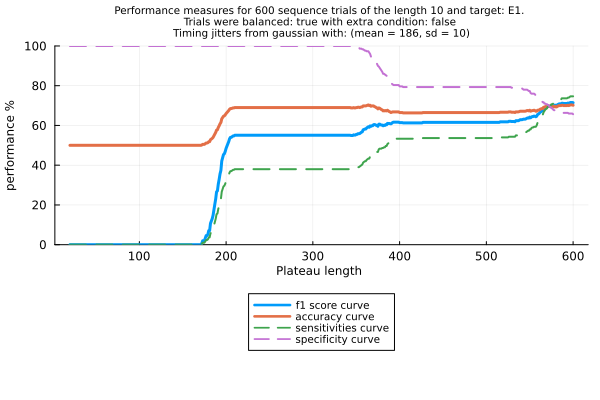 Performance measures for 600 sequence trials of the length 10 and target: E1.
Trials were balanced: true with extra condition: false
Timing jitters from gaussian with: (mean = 186, sd = 10)
100
80
60
40
20
0
performance %
100 200 300 400 500 600
Plateau length
f1 score curve
accuracy curve
sensitivities curve
specificity curve